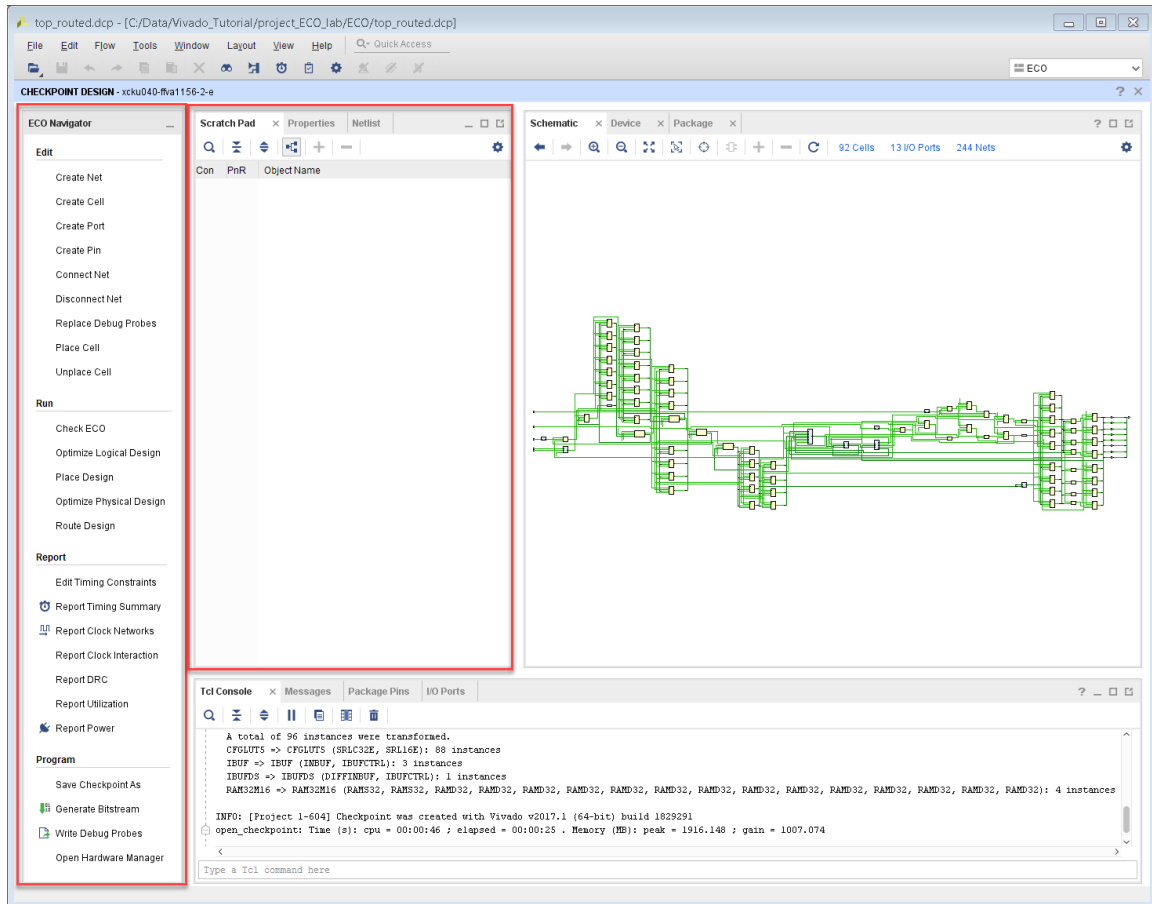 top_routed.dcp - [C:/Data/Vivado_Tutorial/project_ECO_lab/ECO/top_routed.dcp]
File Edit Flow Tools Window Layout View Help Quick Access
ECO
CHECKPOINT DESIGN - xcku040-ffva1156-2-e
ECO Navigator
Edit
Create Net
Create Cell
Create Port
Create Pin
Connect Net
Disconnect Net
Replace Debug Probes
Place Cell
Unplace Cell
Run
Check ECO
Optimize Logical Design
Place Design
Optimize Physical Design
Route Design
Report
Edit Timing Constraints
Report Timing Summary
Report Clock Networks
Report Clock Interaction
Report DRC
Report Utilization
Report Power
Program
Save Checkpoint As
Generate Bitstream
Write Debug Probes
Open Hardware Manager
Scratch Pad Properties Netlist
Con PnR Object Name
Schematic Device Package
92 Cells 13 I/O Ports 244 Nets
Tcl Console Messages Package Pins I/O Ports
A total of 96 instances were transformed.
CFGLUT5 => CFGLUT5 (SRLC32E, SRL16E): 88 instances
IBUF => IBUF (INBUF, IBUFCTRL): 3 instances
IBUFDS => IBUFDS (DIFFINBUF, IBUFCTRL): 1 instances
RAM32M16 => RAM32M16 (RAMS32, RAMS32, RAMD32, RAMD32, RAMD32, RAMD32, RAMD32, RAMD32, RAMD32, RAMD32, RAMD32, RAMD32, RAMD32, RAMD32, RAMD32, RAMD32): 4 instances
INFO: [Project 1-604] Checkpoint was created with Vivado v2017.1 (64-bit) build 1829291
open_checkpoint: Time (s): cpu = 00:00:46 ; elapsed = 00:00:25 . Memory (MB): peak = 1916.148 ; gain = 1007.074
Type a Tcl command here